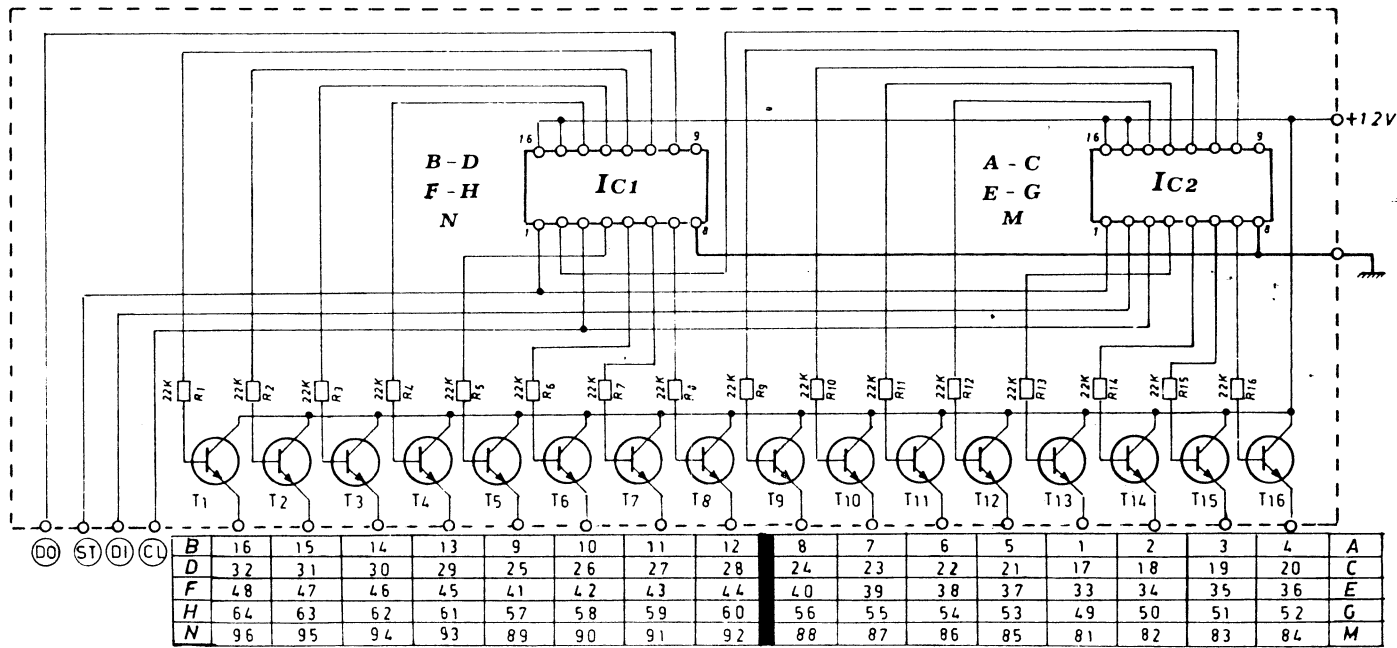 +12V
16 9
16 9
B - D
F - H
N
IC1
A - C
E - G
M
IC2
1 8
1 8
22K R1
22K R2
22K R3
22K R4
22K R5
22K R6
22K R7
22K R8
22K R9
22K R10
22K R11
22K R12
22K R13
22K R14
22K R15
22K R16
T1 T2 T3 T4 T5 T6 T7 T8 T9 T10 T11 T12 T13 T14 T15 T16
DO ST DI CL
B 16 15 14 13 9 10 11 12 8 7 6 5 1 2 3 4 A
D 32 31 30 29 25 26 27 28 24 23 22 21 17 18 19 20 C
F 48 47 46 45 41 42 43 44 40 39 38 37 33 34 35 36 E
H 64 63 62 61 57 58 59 60 56 55 54 53 49 50 51 52 G
N 96 95 94 93 89 90 91 92 88 87 86 85 81 82 83 84 M